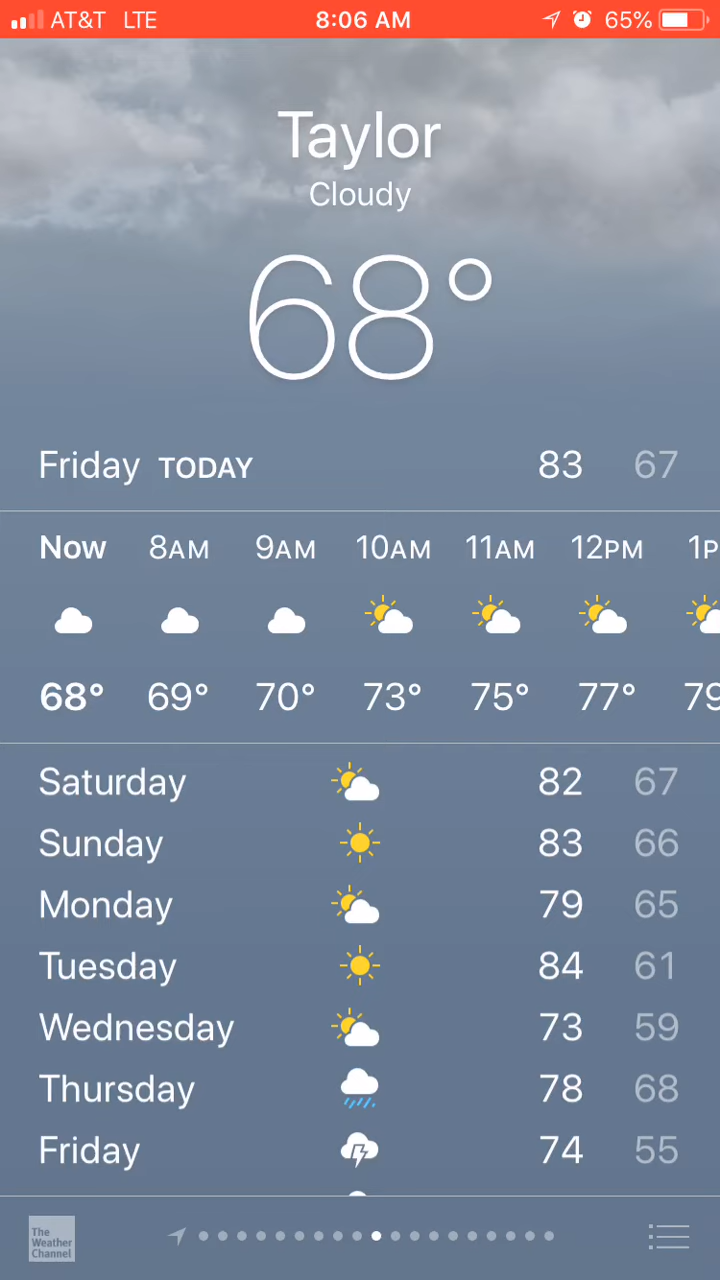 AT&T LTE 8:06 AM 65%
Taylor
Cloudy
68°
Friday TODAY 83 67
Now 8AM 9AM 10AM 11AM 12PM 1P
68° 69° 70° 73° 75° 77° 79
Saturday 82 67
Sunday 83 66
Monday 79 65
Tuesday 84 61
Wednesday 73 59
Thursday 78 68
Friday 74 55
The
Weather
Channel